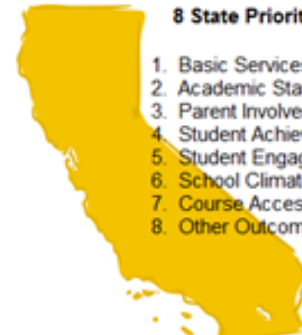 8 State Priorit
1. Basic Services
2. Academic Sta
3. Parent Involve
4. Student Achie
5. Student Engag
6. School Climat
7. Course Acces
8. Other Outcom